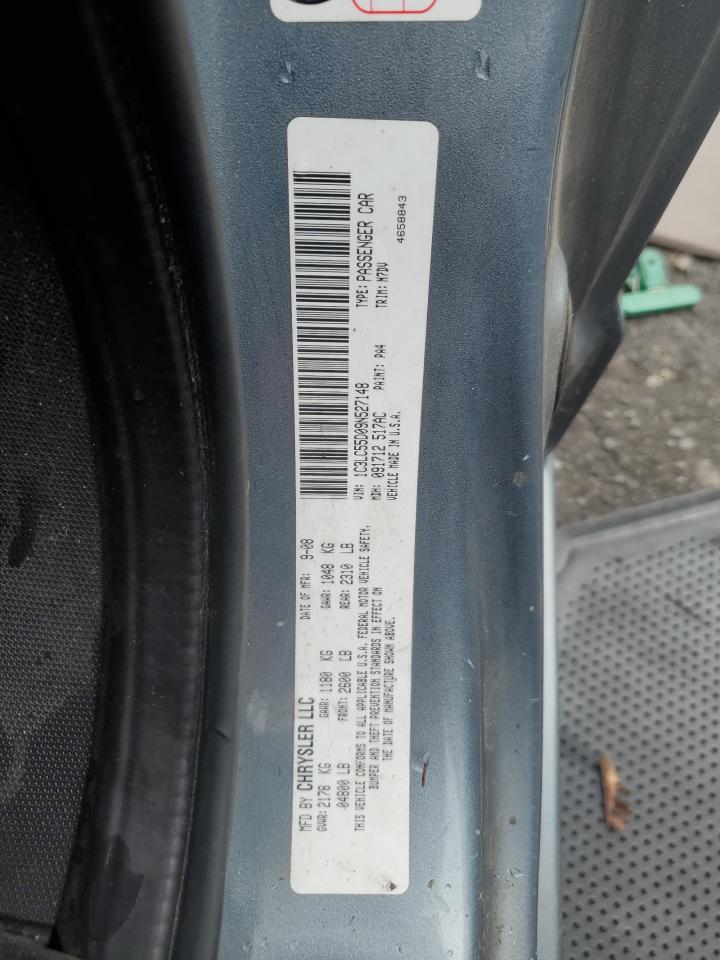 MFD BY CHRYSLER LLC
DATE OF MFR: 9-08
GVWR: 2178 KG
GAWR: 1180 KG
GAWR: 1048 KG
04800 LB
FRONT: 2600 LB
REAR: 2310 LB
THIS VEHICLE CONFORMS TO ALL APPLICABLE U.S.A. FEDERAL MOTOR VEHICLE SAFETY,
BUMPER AND THEFT PREVENTION STANDARDS IN EFFECT ON
THE DATE OF MANUFACTURE SHOWN ABOVE.
VIN: 1C3LC55D09N527148
TYPE: PASSENGER CAR
MDH: 091712 517AC
PAINT: PA4
TRIM: N7DV
VEHICLE MADE IN U.S.A.
4658843